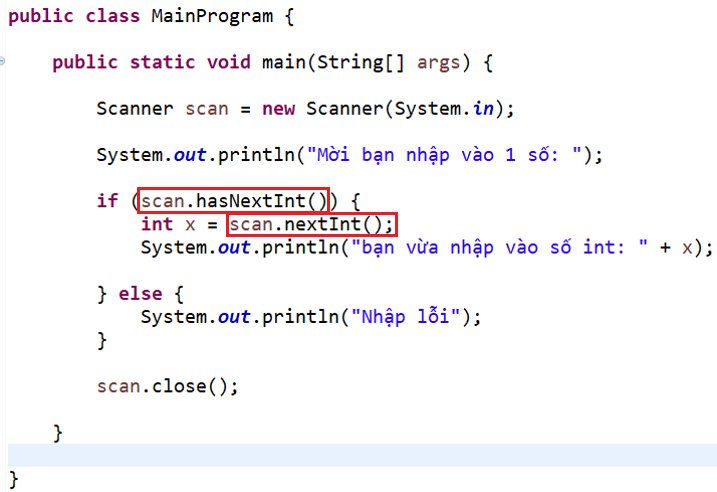 public class MainProgram {
public static void main(String[] args) {
Scanner scan = new Scanner(System.in);
System.out.println("Mời bạn nhập vào 1 số: ");
if (scan.hasNextInt()) {
int x = scan.nextInt();
System.out.println("bạn vừa nhập vào số int: " + x);
} else {
System.out.println("Nhập lỗi");
}
scan.close();
}
}